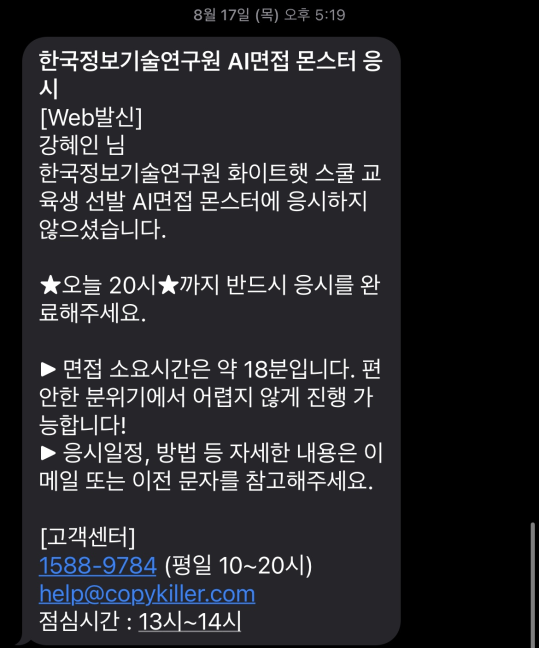 8월 17일 (목) 오후 5:19
한국정보기술연구원 AI면접 몬스터 응
시
[Web발신]
강혜인 님
한국정보기술연구원 화이트햇 스쿨 교
육생 선발 AI면접 몬스터에 응시하지
않으셨습니다.
★오늘 20시★까지 반드시 응시를 완
료해주세요.
▶ 면접 소요시간은 약 18분입니다. 편
안한 분위기에서 어렵지 않게 진행 가
능합니다!
▶ 응시일정, 방법 등 자세한 내용은 이
메일 또는 이전 문자를 참고해주세요.
[고객센터]
1588-9784 (평일 10~20시)
help@copykiller.com
점심시간 : 13시~14시